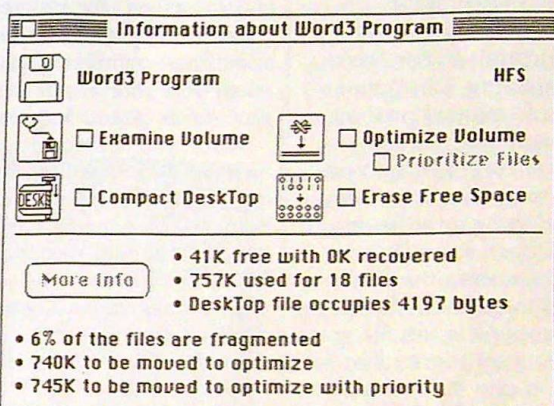 Information about Word3 Program
Word3 Program HFS
Examine Volume Optimize Volume
Prioritize Files
Compact DeskTop Erase Free Space
DESK
10011
• 41K free with 0K recovered
More Info • 757K used for 18 files
• DeskTop file occupies 4197 bytes
• 6% of the files are fragmented
• 740K to be moved to optimize
• 745K to be moved to optimize with priority